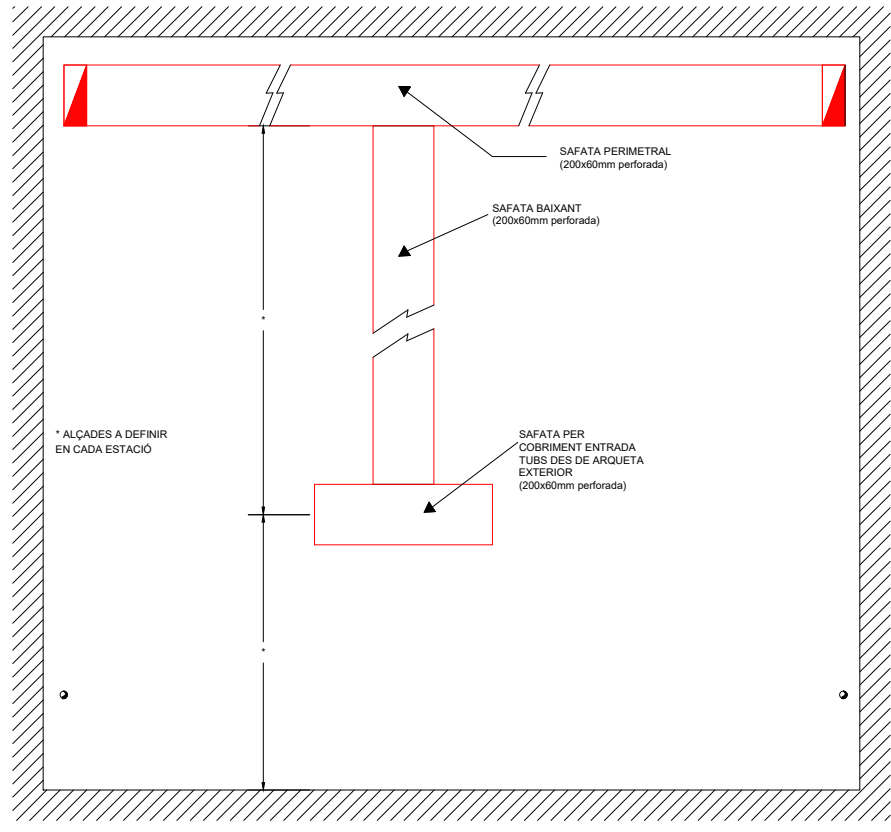 SAFATA PERIMETRAL
(200x60mm perforada)
SAFATA BAIXANT
(200x60mm perforada)
*
* ALÇADES A DEFINIR
EN CADA ESTACIÓ
SAFATA PER
COBRIMENT ENTRADA
TUBS DES DE ARQUETA
EXTERIOR
(200x60mm perforada)
*